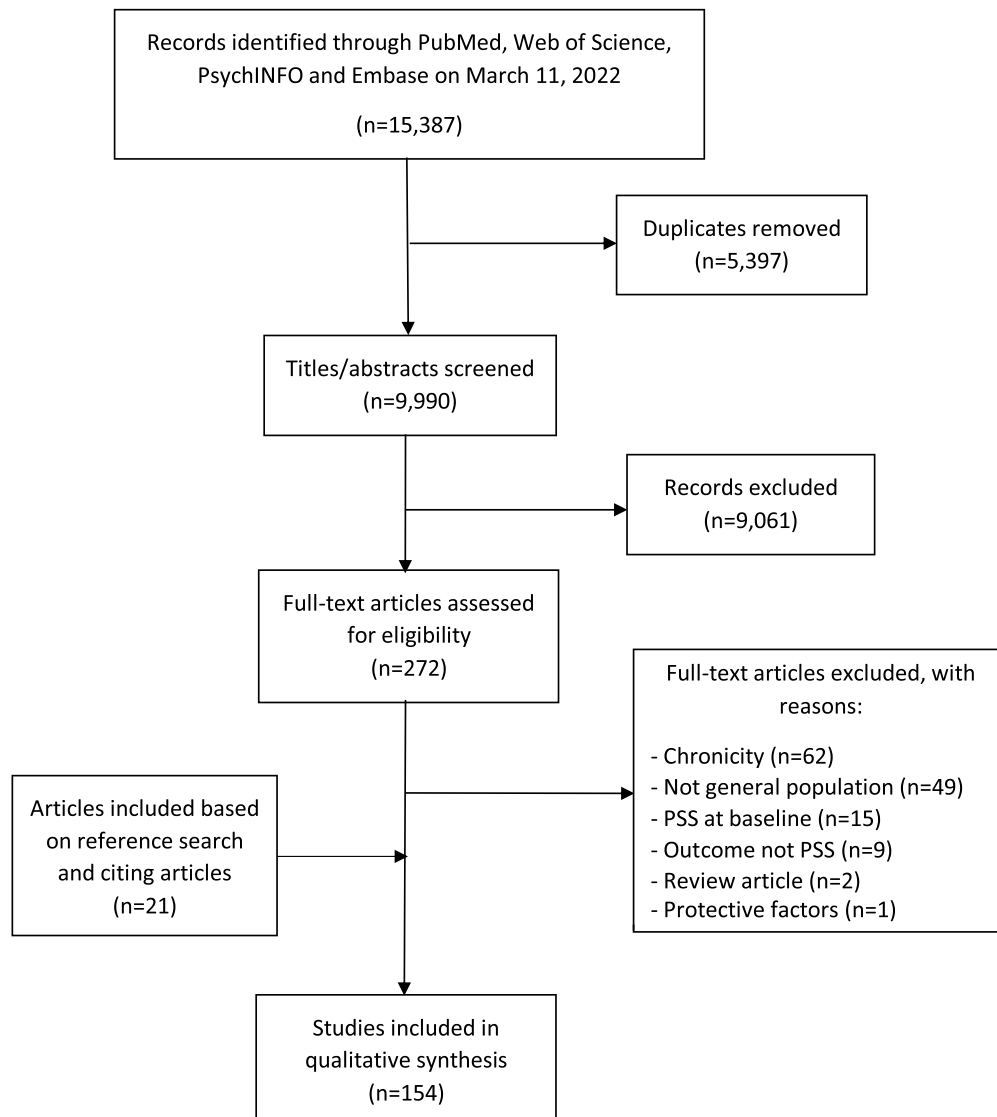 Records identified through PubMed, Web of Science,
PsychINFO and Embase on March 11, 2022
(n=15,387)
Duplicates removed
(n=5,397)
Titles/abstracts screened
(n=9,990)
Records excluded
(n=9,061)
Full-text articles assessed
for eligibility
(n=272)
Full-text articles excluded, with
reasons:
- Chronicity (n=62)
- Not general population (n=49)
- PSS at baseline (n=15)
- Outcome not PSS (n=9)
- Review article (n=2)
- Protective factors (n=1)
Articles included based
on reference search
and citing articles
(n=21)
Studies included in
qualitative synthesis
(n=154)